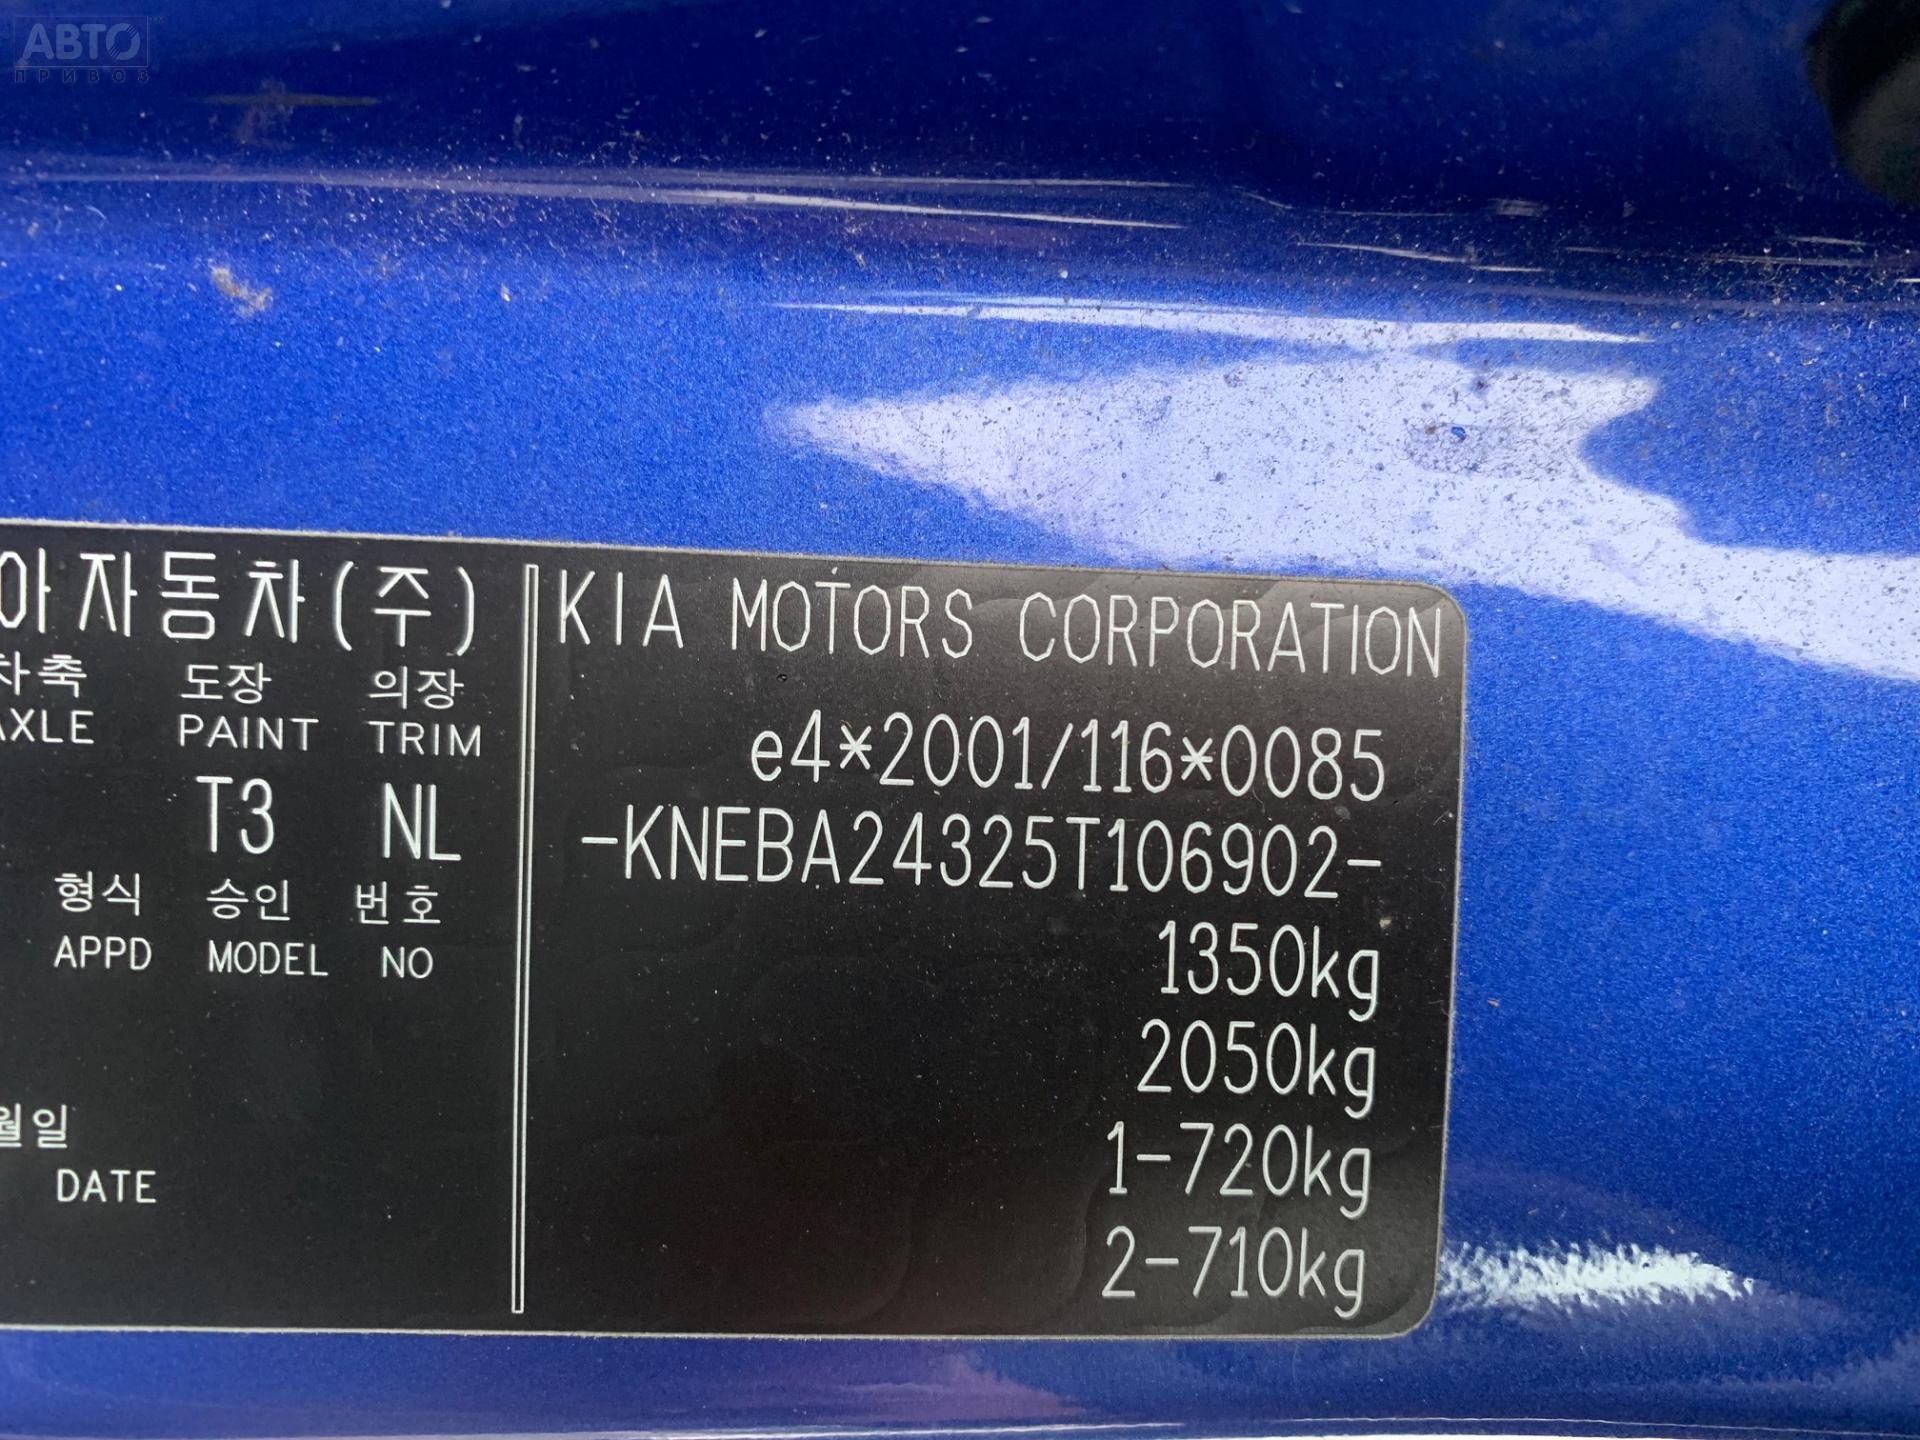 АВТО
ПРИВОЗ
아자동차(주)
차축 도장 의장
AXLE PAINT TRIM
T3 NL
형식 승인 번호
APPD MODEL NO
월일
DATE
KIA MOTORS CORPORATION
e4*2001/116*0085
-KNEBA24325T106902-
1350kg
2050kg
1-720kg
2-710kg